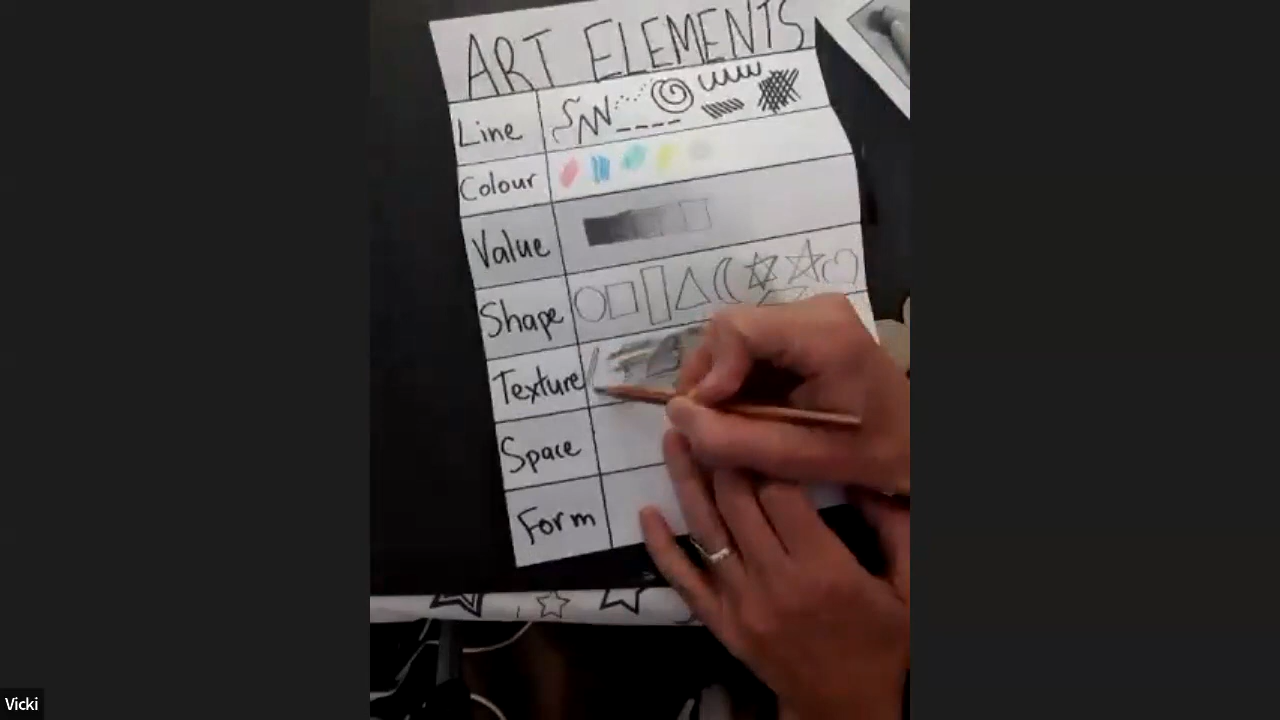 ART ELEMENTS
Line
Colour
Value
Shape
Texture
Space
Form
Vicki